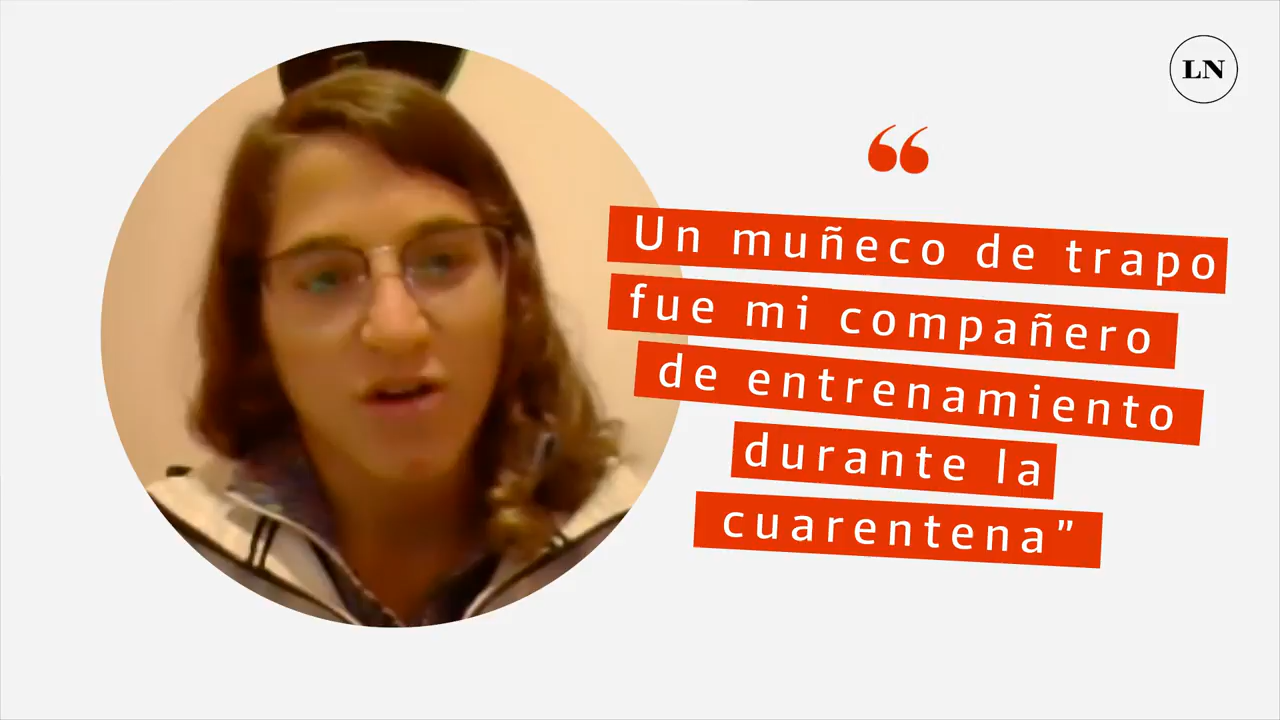 LN
“
Un muñeco de trapo
fue mi compañero
de entrenamiento
durante la
cuarentena”